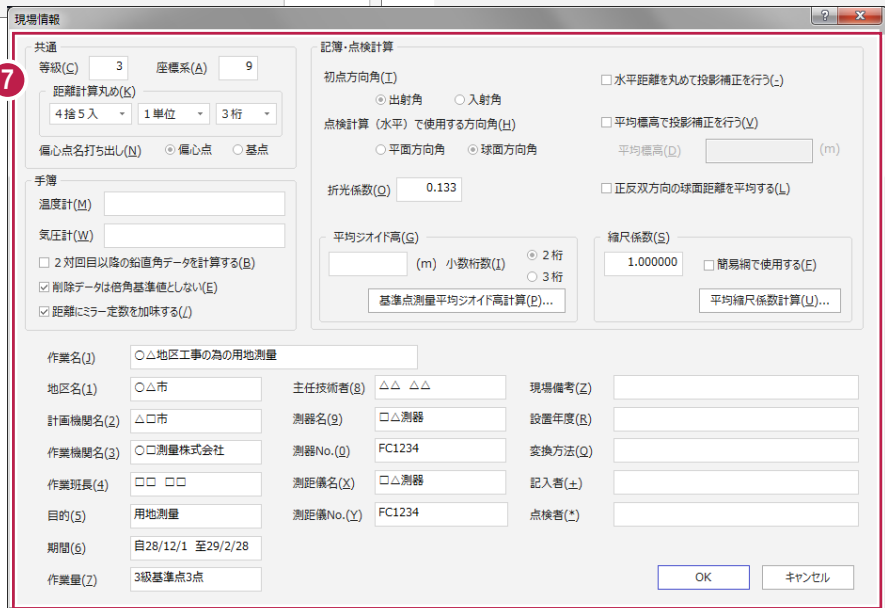 現場情報
7
共通
等級(C) 3 座標系(A) 9
距離計算丸め(K)
4捨5入 1単位 3桁
偏心点名打ち出し(N) 偏心点 基点
手簿
温度計(M)
気圧計(W)
2対回目以降の鉛直角データを計算する(B)
削除データは倍角基準値としない(E)
距離にミラー定数を加味する(/)
記簿・点検計算
初点方向角(T)
出射角 入射角
点検計算(水平)で使用する方向角(H)
平面方向角 球面方向角
折光係数(O) 0.133
水平距離を丸めて投影補正を行う(-)
平均標高で投影補正を行う(V)
平均標高(D) (m)
正反双方向の球面距離を平均する(L)
平均ジオイド高(G)
(m) 小数桁数(I) 2桁
3桁
基準点測量平均ジオイド高計算(P)...
縮尺係数(S)
1.000000 簡易網で使用する(F)
平均縮尺係数計算(U)...
作業名(J) ○△地区工事の為の用地測量
地区名(1) ○△市
計画機関名(2) △□市
作業機関名(3) ○□測量株式会社
作業班長(4) □□ □□
目的(5) 用地測量
期間(6) 自28/12/1 至29/2/28
作業量(7) 3級基準点3点
主任技術者(8) △△ △△
測器名(9) □△測器
測器No.(0) FC1234
測距儀名(X) □△測器
測距儀No.(Y) FC1234
現場備考(Z)
設置年度(R)
変換方法(Q)
記入者(+)
点検者(*)
OK キャンセル